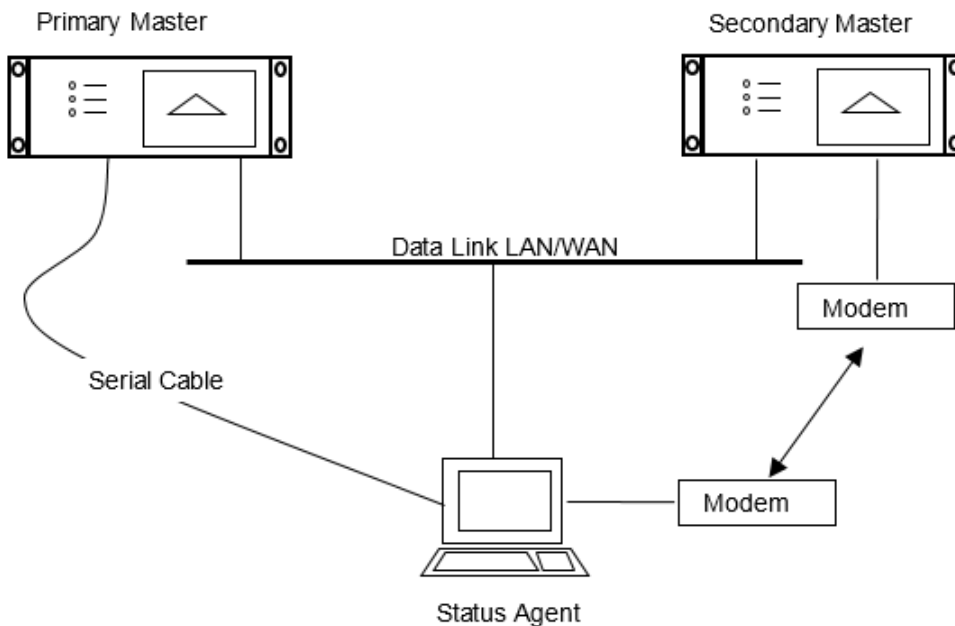 Primary Master
Secondary Master
Data Link LAN/WAN
Modem
Serial Cable
Modem
Status Agent